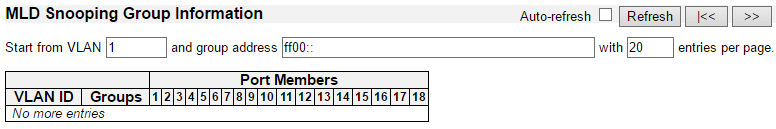 MLD Snooping Group Information
Auto-refresh Refresh |<< >>
Start from VLAN 1 and group address ff00:: with 20 entries per page.
Port Members
VLAN ID Groups 1 2 3 4 5 6 7 8 9 10 11 12 13 14 15 16 17 18
No more entries